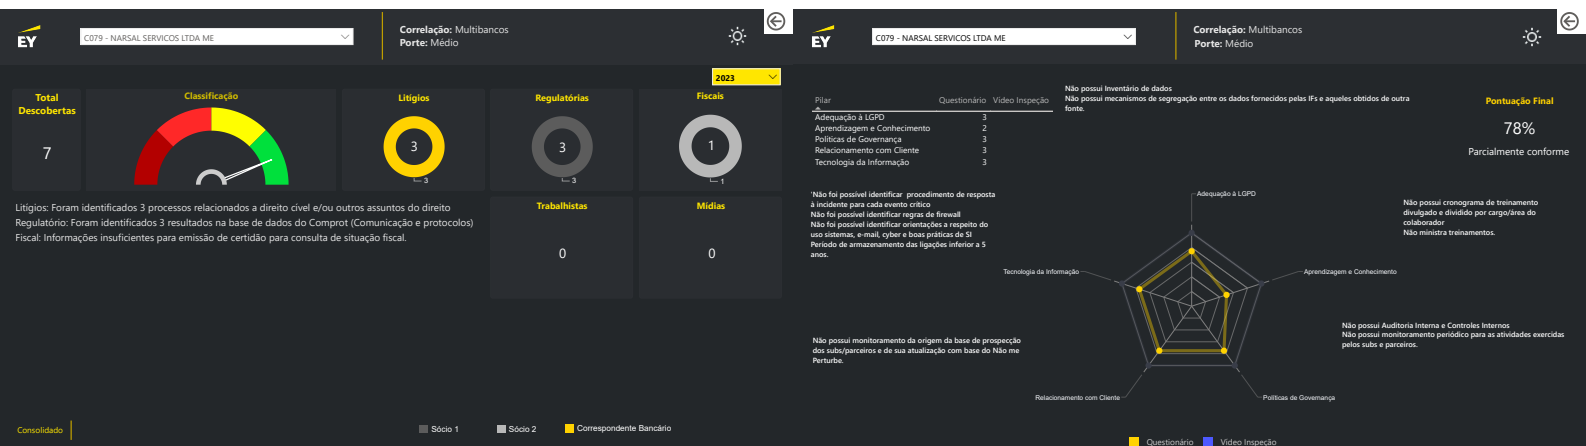 EY
C079 - NARSAL SERVICOS LTDA ME
Correlação: Multibancos
Porte: Médio
2023
Total
Descobertas
7
Classificação
Litígios
3
3
Regulatórias
3
3
Fiscais
1
1
Litígios: Foram identificados 3 processos relacionados a direito cível e/ou outros assuntos do direito
Regulatório: Foram identificados 3 resultados na base de dados do Comprot (Comunicação e protocolos)
Fiscal: Informações insuficientes para emissão de certidão para consulta de situação fiscal.
Trabalhistas
0
Mídias
0
Consolidado
Sócio 1
Sócio 2
Correspondente Bancário
EY
C079 - NARSAL SERVICOS LTDA ME
Correlação: Multibancos
Porte: Médio
Pilar Questionário Vídeo Inspeção
Adequação à LGPD 3
Aprendizagem e Conhecimento 2
Políticas de Governança 3
Relacionamento com Cliente 3
Tecnologia da Informação 3
Não possui Inventário de dados
Não possui mecanismos de segregação entre os dados fornecidos pelas IFs e aqueles obtidos de outra
fonte.
Pontuação Final
78%
Parcialmente conforme
'Não foi possível identificar procedimento de resposta
à incidente para cada evento crítico
Não foi possível identificar regras de firewall
Não foi possível identificar orientações a respeito do
uso sistemas, e-mail, cyber e boas práticas de SI
Período de armazenamento das ligações inferior a 5
anos.
Adequação à LGPD
Não possui cronograma de treinamento
divulgado e dividido por cargo/área do
colaborador
Não ministra treinamentos.
Tecnologia da Informação
Aprendizagem e Conhecimento
Não possui Auditoria Interna e Controles Internos
Não possui monitoramento periódico para as atividades exercidas
pelos subs e parceiros.
Não possui monitoramento da origem da base de prospecção
dos subs/parceiros e de sua atualização com base do Não me
Perturbe.
Relacionamento com Cliente
Políticas de Governança
Questionário
Vídeo Inspeção